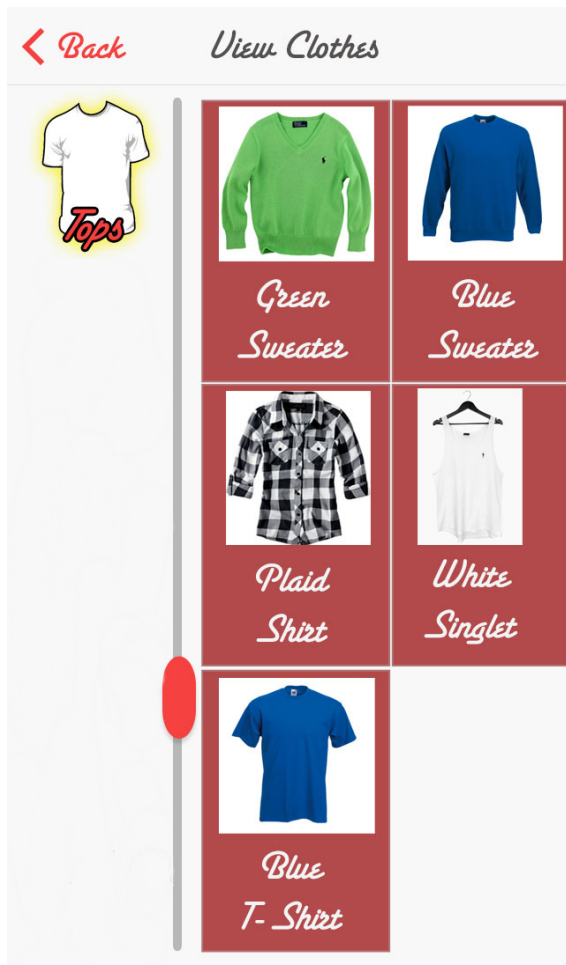 Back
View Clothes
Tops
Green
Sweater
Blue
Sweater
Plaid
Shirt
White
Singlet
Blue
T- Shirt